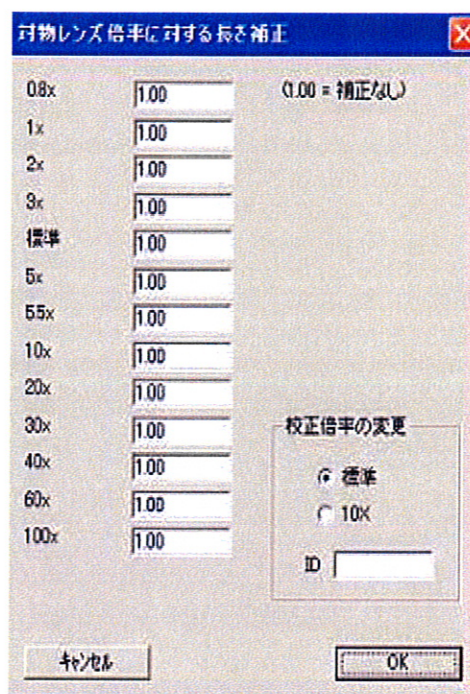 対物レンズ倍率に対する長さ補正
0.8x 1.00 (1.00 = 補正なし)
1x 1.00
2x 1.00
3x 1.00
標準 1.00
5x 1.00
5.5x 1.00
10x 1.00
20x 1.00
30x 1.00
40x 1.00
60x 1.00
100x 1.00
校正倍率の変更
標準
10X
ID
キャンセル
OK